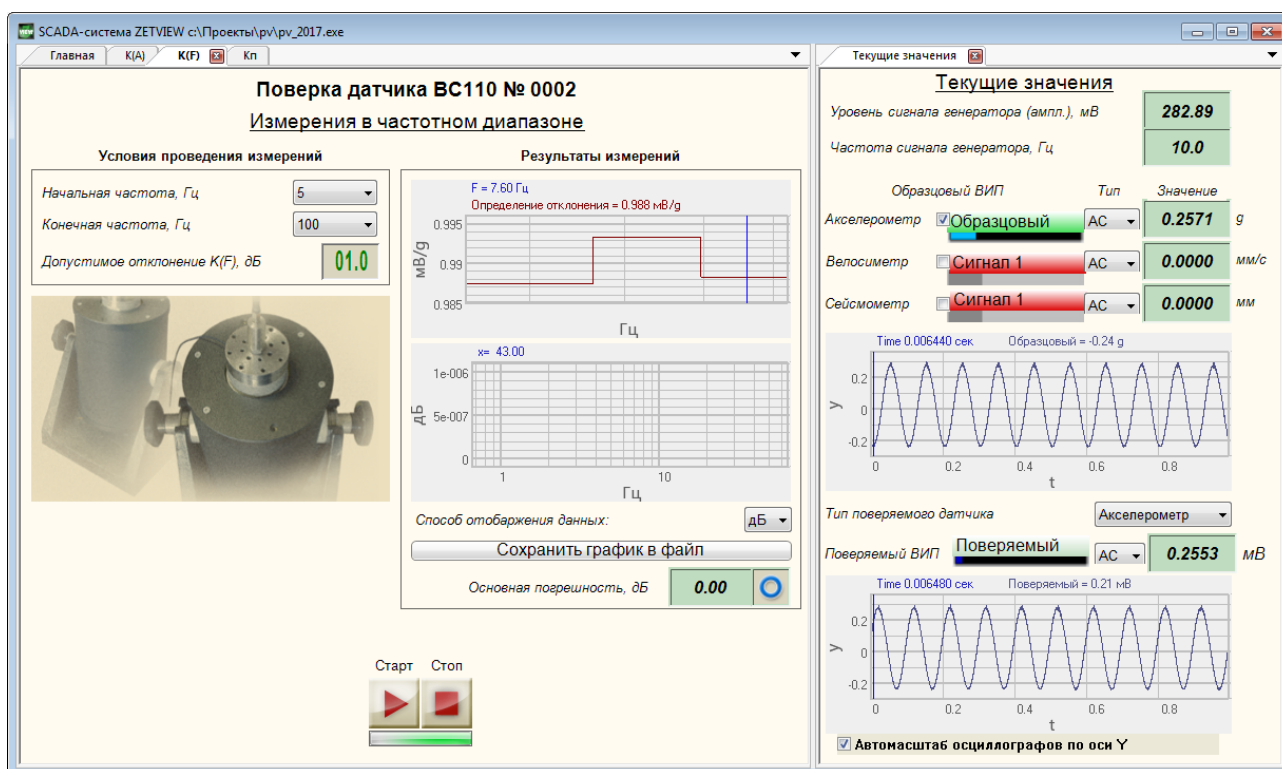 SCADA-система ZETVIEW c:\Проекты\pv\pv_2017.exe
Главная K(A) K(F) Кп
Поверка датчика ВС110 № 0002
Измерения в частотном диапазоне
Условия проведения измерений
Начальная частота, Гц 5
Конечная частота, Гц 100
Допустимое отклонение K(F), дБ 01.0
Результаты измерений
F = 7.60 Гц
Определение отклонения = 0.988 мВ/g
0.995
0.99
0.985
мВ/g
Гц
x= 43.00
1e-006
5e-007
0
дБ
1 10
Гц
Способ отобаржения данных: дБ
Сохранить график в файл
Основная погрешность, дБ 0.00
Старт Стоп
Текущие значения
Текущие значения
Уровень сигнала генератора (ампл.), мВ 282.89
Частота сигнала генератора, Гц 10.0
Образцовый ВИП Тип Значение
Акселерометр Образцовый AC 0.2571 g
Велосиметр Сигнал 1 AC 0.0000 мм/с
Сейсмометр Сигнал 1 AC 0.0000 мм
Time 0.006440 сек Образцовый = -0.24 g
0.2
0
-0.2
y
0 0.2 0.4 0.6 0.8
t
Тип поверяемого датчика Акселерометр
Поверяемый ВИП Поверяемый AC 0.2553 мВ
Time 0.006480 сек Поверяемый = 0.21 мВ
0.2
0
-0.2
y
0 0.2 0.4 0.6 0.8
t
Автомасштаб осциллографов по оси Y